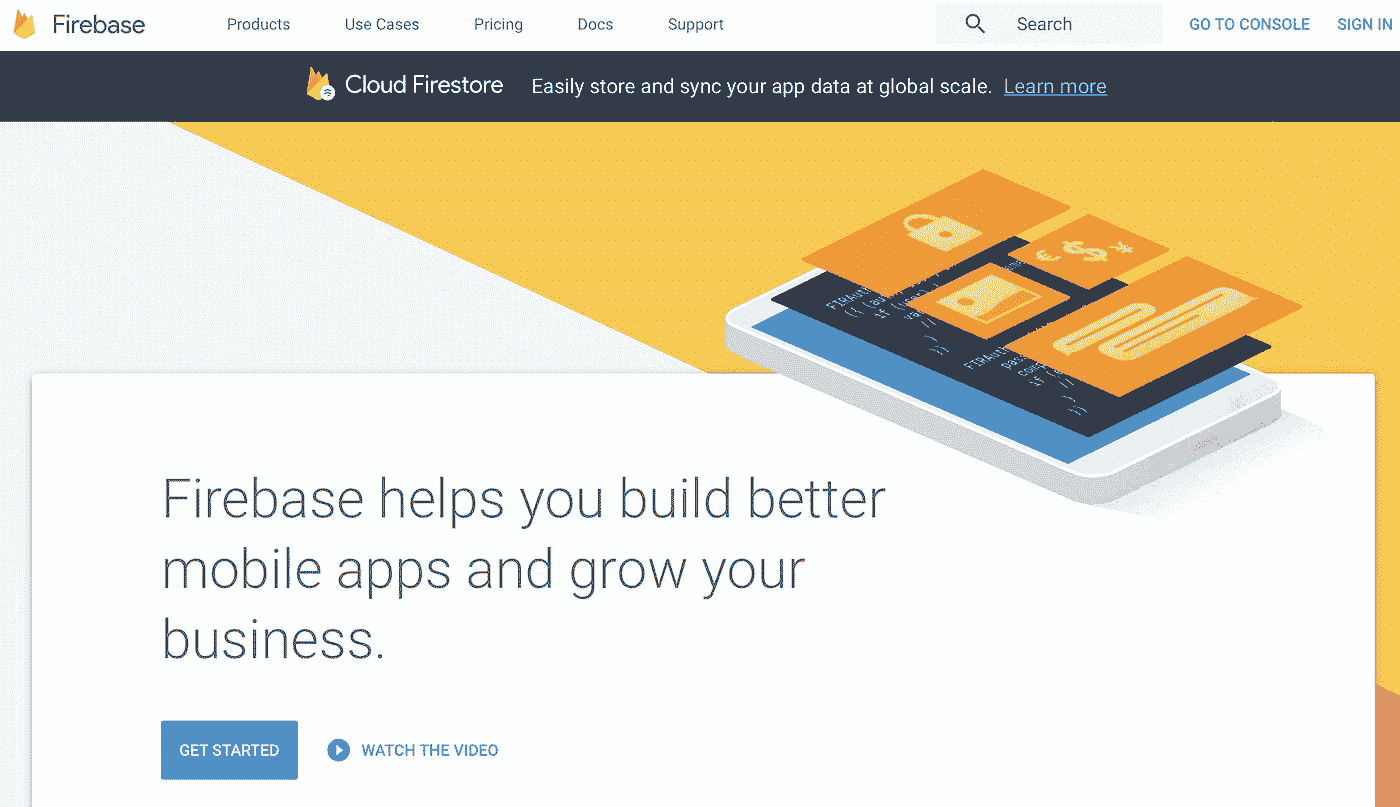 Firebase
Products
Use Cases
Pricing
Docs
Support
Search
GO TO CONSOLE
SIGN IN
Cloud Firestore
Easily store and sync your app data at global scale. Learn more
Firebase helps you build better
mobile apps and grow your
business.
GET STARTED
WATCH THE VIDEO